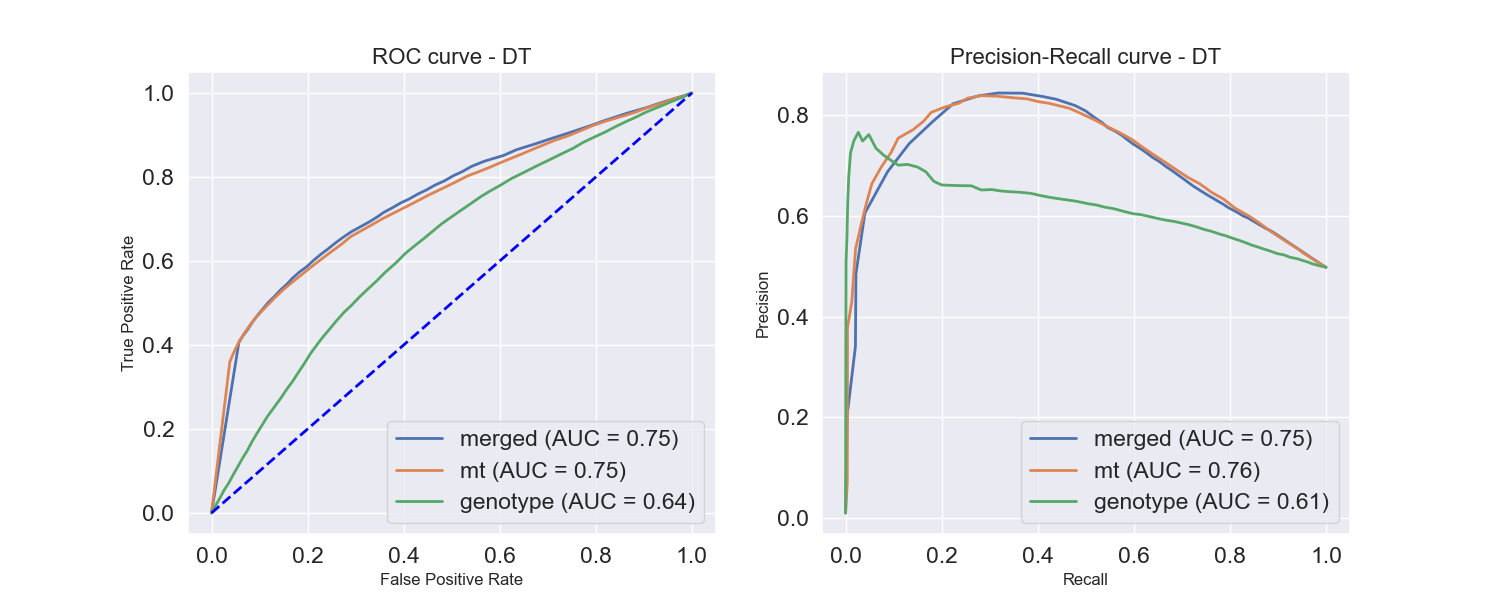 ROC curve - DT
1.0
0.8
0.6
0.4
0.2
0.0
True Positive Rate
0.0 0.2 0.4 0.6 0.8 1.0
False Positive Rate
merged (AUC = 0.75)
mt (AUC = 0.75)
genotype (AUC = 0.64)
Precision-Recall curve - DT
0.8
0.6
0.4
0.2
0.0
Precision
0.0 0.2 0.4 0.6 0.8 1.0
Recall
merged (AUC = 0.75)
mt (AUC = 0.76)
genotype (AUC = 0.61)